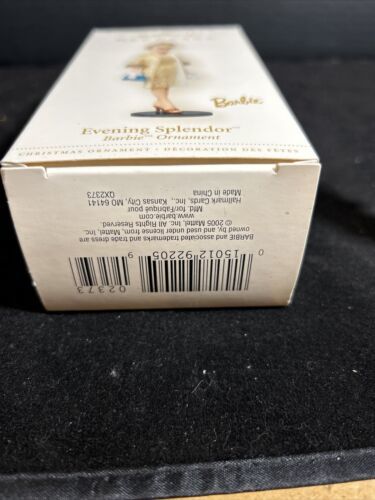 Barbie
Evening Splendor™
Barbie™ Ornament
CHRISTMAS ORNAMENT • DÉCORATION DES FÊTES
BARBIE and associated trademarks and trade dress are
owned by, and used under license from, Mattel, Inc.
© 2005 Mattel, Inc. All Rights Reserved.
www.barbie.com
Mfd. for/Fabriqué pour
Hallmark Cards, Inc., Kansas City, MO 64141
Made in China
QX2373
0 15012 92205 9
02373